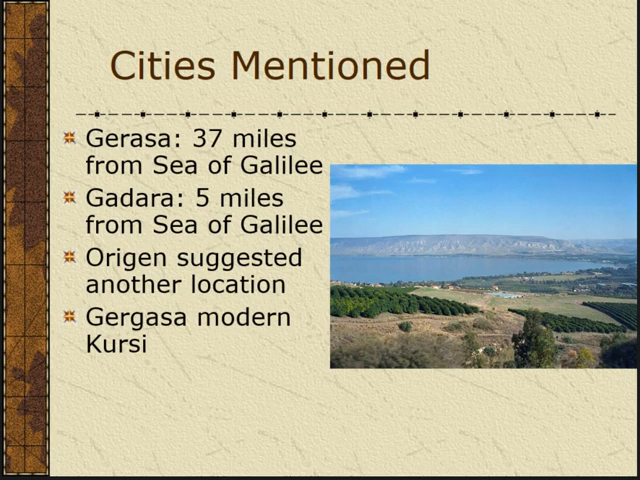 Cities Mentioned
Gerasa: 37 miles
from Sea of Galilee
Gadara: 5 miles
from Sea of Galilee
Origen suggested
another location
Gergasa modern
Kursi